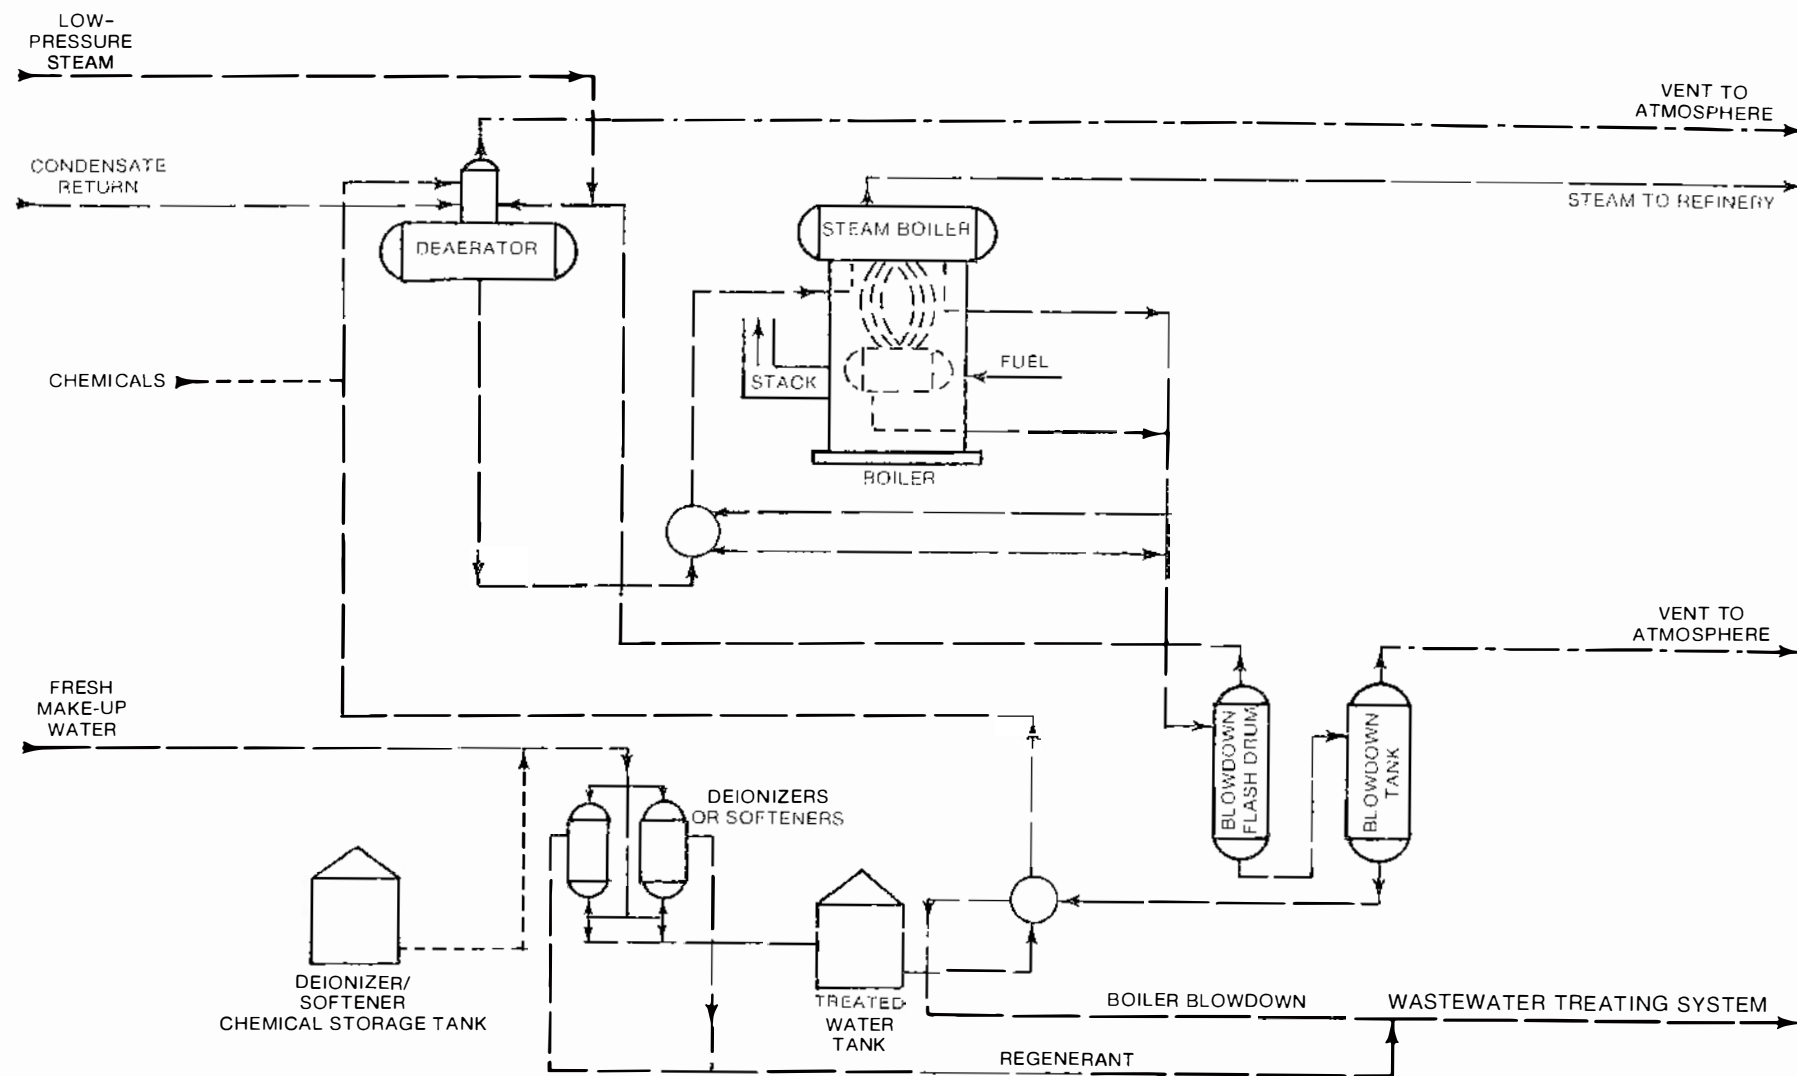 LOW-
PRESSURE
STEAM
VENT TO
ATMOSPHERE
CONDENSATE
RETURN
STEAM TO REFINERY
STEAM BOILER
DEAERATOR
FUEL
CHEMICALS
STACK
BOILER
VENT TO
ATMOSPHERE
FRESH
MAKE-UP
WATER
BLOWDOWN
FLASH DRUM
BLOWDOWN
TANK
DEIONIZERS
OR SOFTENERS
DEIONIZER/
SOFTENER
CHEMICAL STORAGE TANK
TREATED
WATER
TANK
BOILER BLOWDOWN
WASTEWATER TREATING SYSTEM
REGENERANT